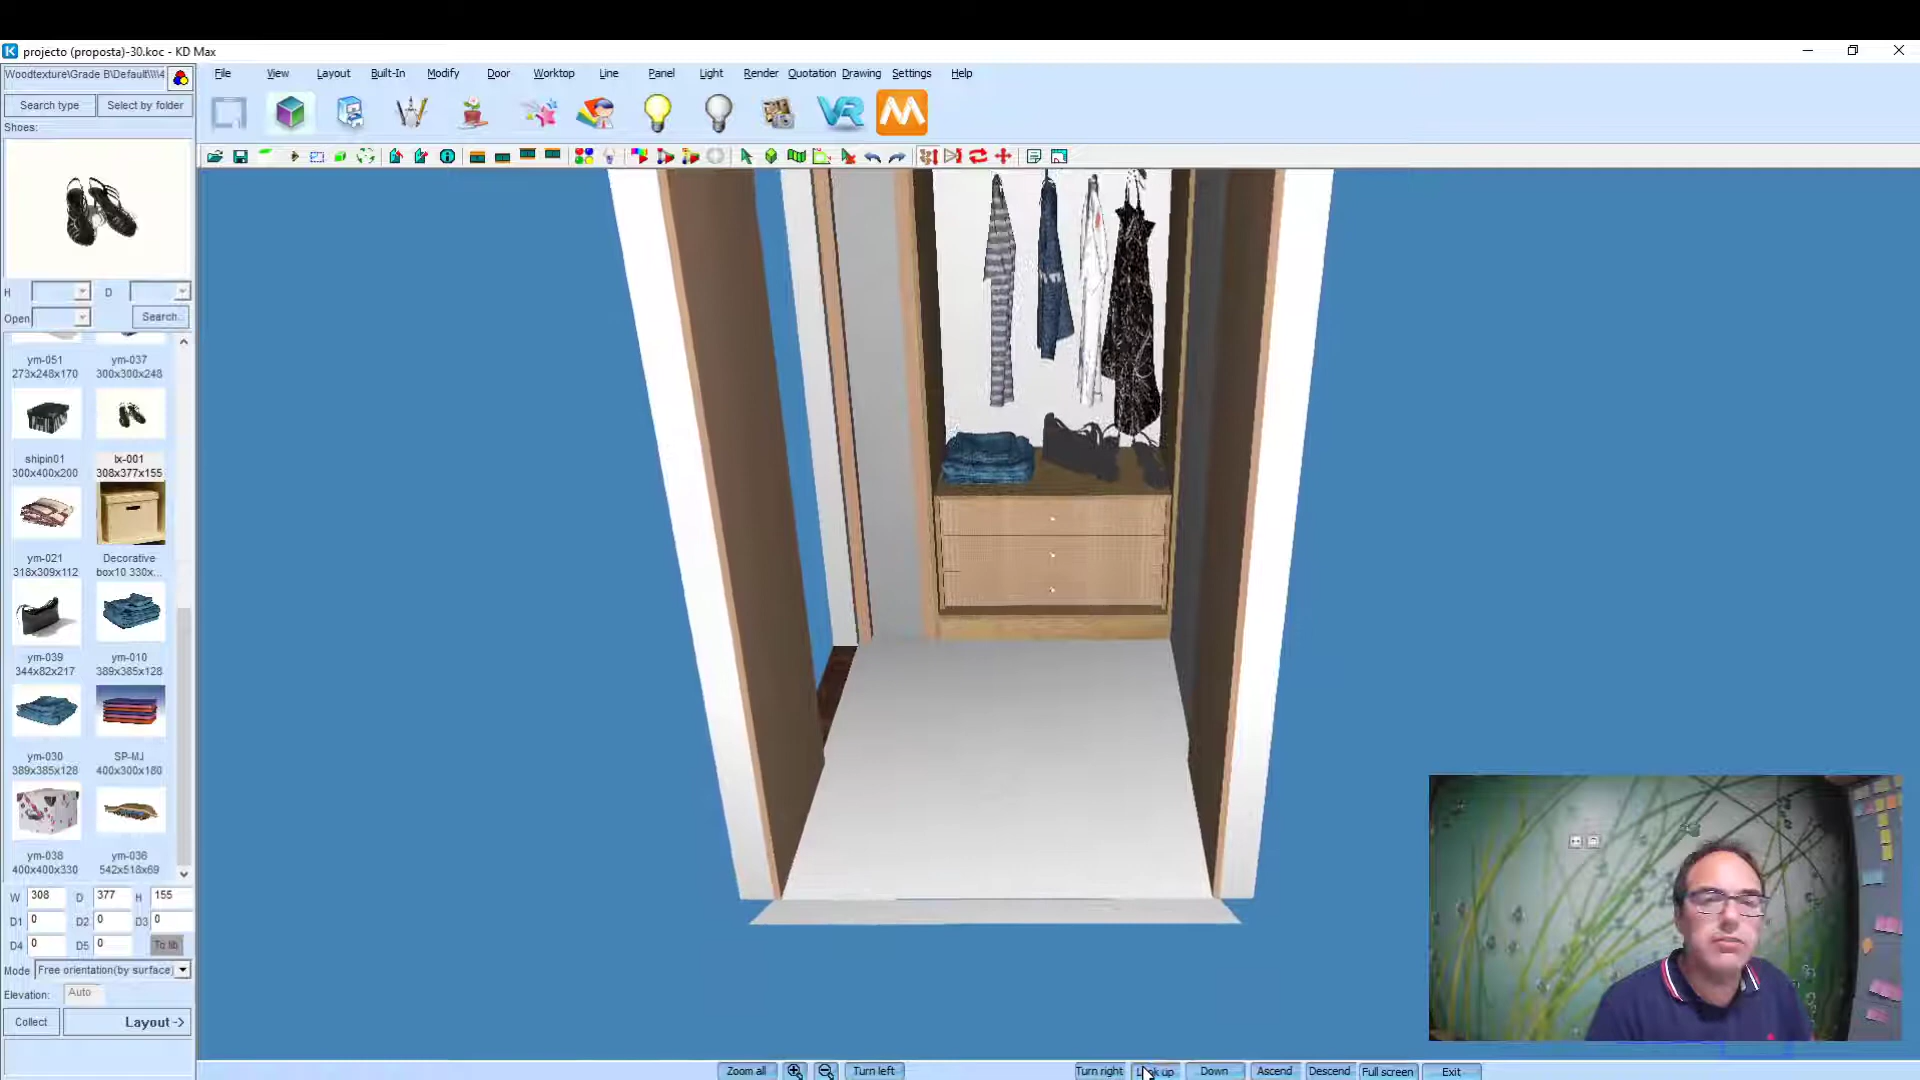 projecto (proposta)-30.koc - KD Max
Woodtexture\Grade B\Default\\\\4
File View Layout Built-In Modify Door Worktop Line Panel Light Render Quotation Drawing Settings Help
Search type Select by folder
Shoes:
VR
H D
Open Search
ym-051 ym-037
273x248x170 300x300x248
shipin01 lx-001
300x400x200 308x377x155
ym-021 Decorative
318x309x112 box10 330x...
ym-039 ym-010
344x82x217 389x385x128
ym-030 SP-MJ
389x385x128 400x300x180
ym-038 ym-036
400x400x330 542x518x69
W 308 D 377 H 155
D1 0 D2 0 D3 0
D4 0 D5 0 To lib
Mode Free orientation(by surface)
Elevation: Auto
Collect Layout->
Zoom all Turn left Turn right up Down Ascend Descend Full screen Exit